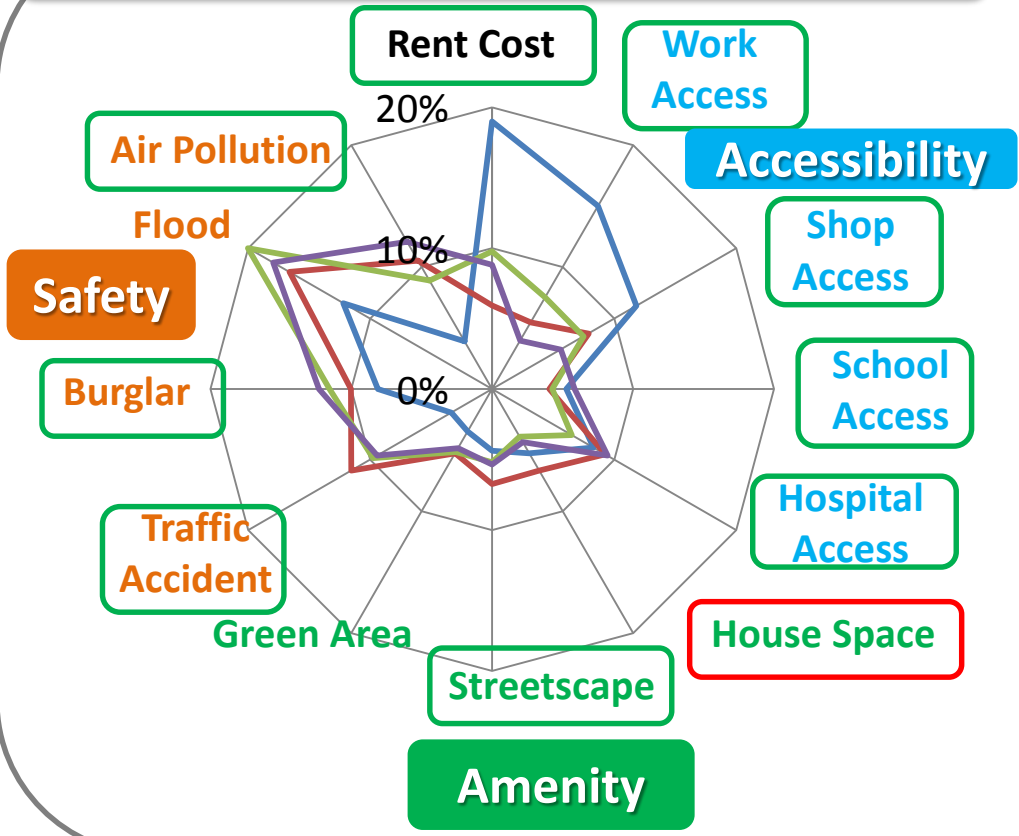 Rent Cost
Work
Access
20%
Air Pollution
Accessibility
Flood
Shop
Access
10%
Safety
School
Access
Burglar
0%
Hospital
Access
Traffic
Accident
Green Area
House Space
Streetscape
Amenity